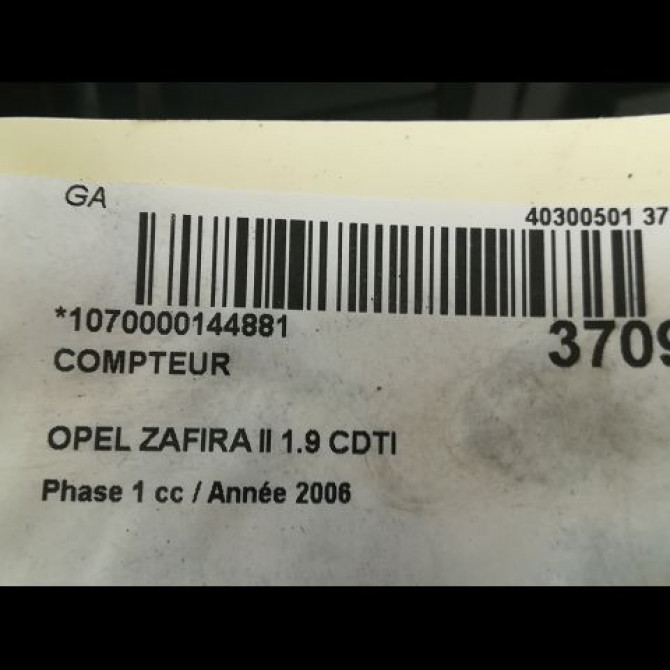 GA
40300501 37
*1070000144881
3709
COMPTEUR
OPEL ZAFIRA II 1.9 CDTI
Phase 1 cc / Année 2006